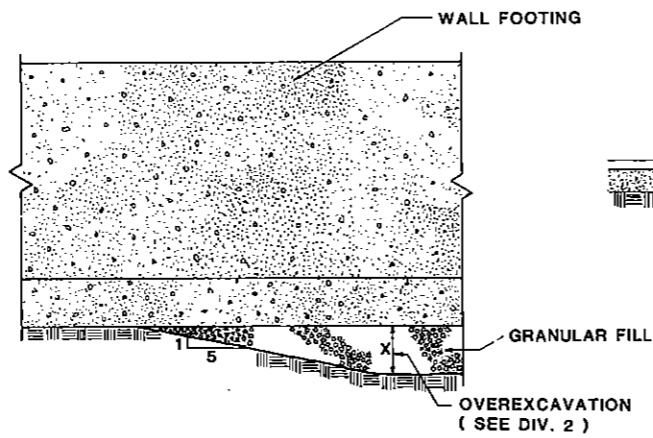 WALL FOOTING
1
5
X
GRANULAR FILL
OVEREXCAVATION
( SEE DIV. 2 )